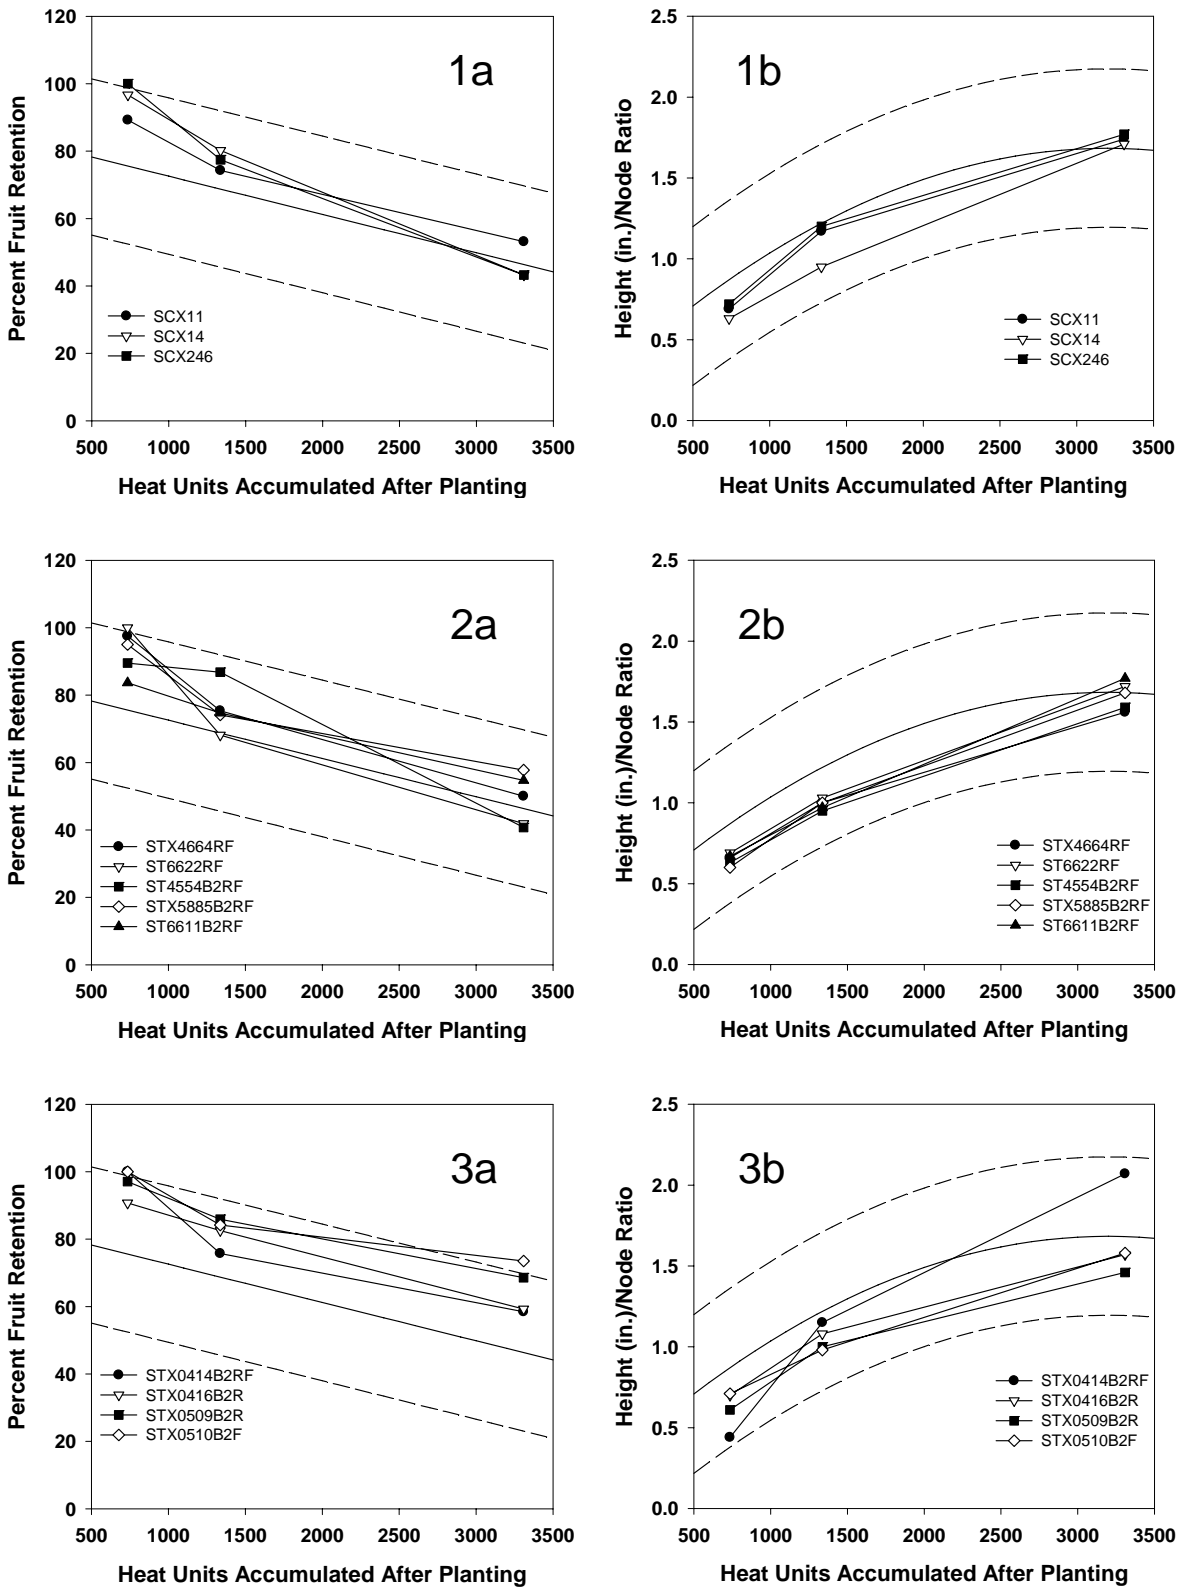 1a
Percent Fruit Retention
120
100
80
60
40
20
0
SCX11
SCX14
SCX246
500 1000 1500 2000 2500 3000 3500
Heat Units Accumulated After Planting
1b
Height (in.)/Node Ratio
2.5
2.0
1.5
1.0
0.5
0.0
SCX11
SCX14
SCX246
500 1000 1500 2000 2500 3000 3500
Heat Units Accumulated After Planting
2a
Percent Fruit Retention
120
100
80
60
40
20
0
STX4664RF
ST6622RF
ST4554B2RF
STX5885B2RF
ST6611B2RF
500 1000 1500 2000 2500 3000 3500
Heat Units Accumulated After Planting
2b
Height (in.)/Node Ratio
2.5
2.0
1.5
1.0
0.5
0.0
STX4664RF
ST6622RF
ST4554B2RF
STX5885B2RF
ST6611B2RF
500 1000 1500 2000 2500 3000 3500
Heat Units Accumulated After Planting
3a
Percent Fruit Retention
120
100
80
60
40
20
0
STX0414B2RF
STX0416B2R
STX0509B2R
STX0510B2F
500 1000 1500 2000 2500 3000 3500
Heat Units Accumulated After Planting
3b
Height (in.)/Node Ratio
2.5
2.0
1.5
1.0
0.5
0.0
STX0414B2RF
STX0416B2R
STX0509B2R
STX0510B2F
500 1000 1500 2000 2500 3000 3500
Heat Units Accumulated After Planting